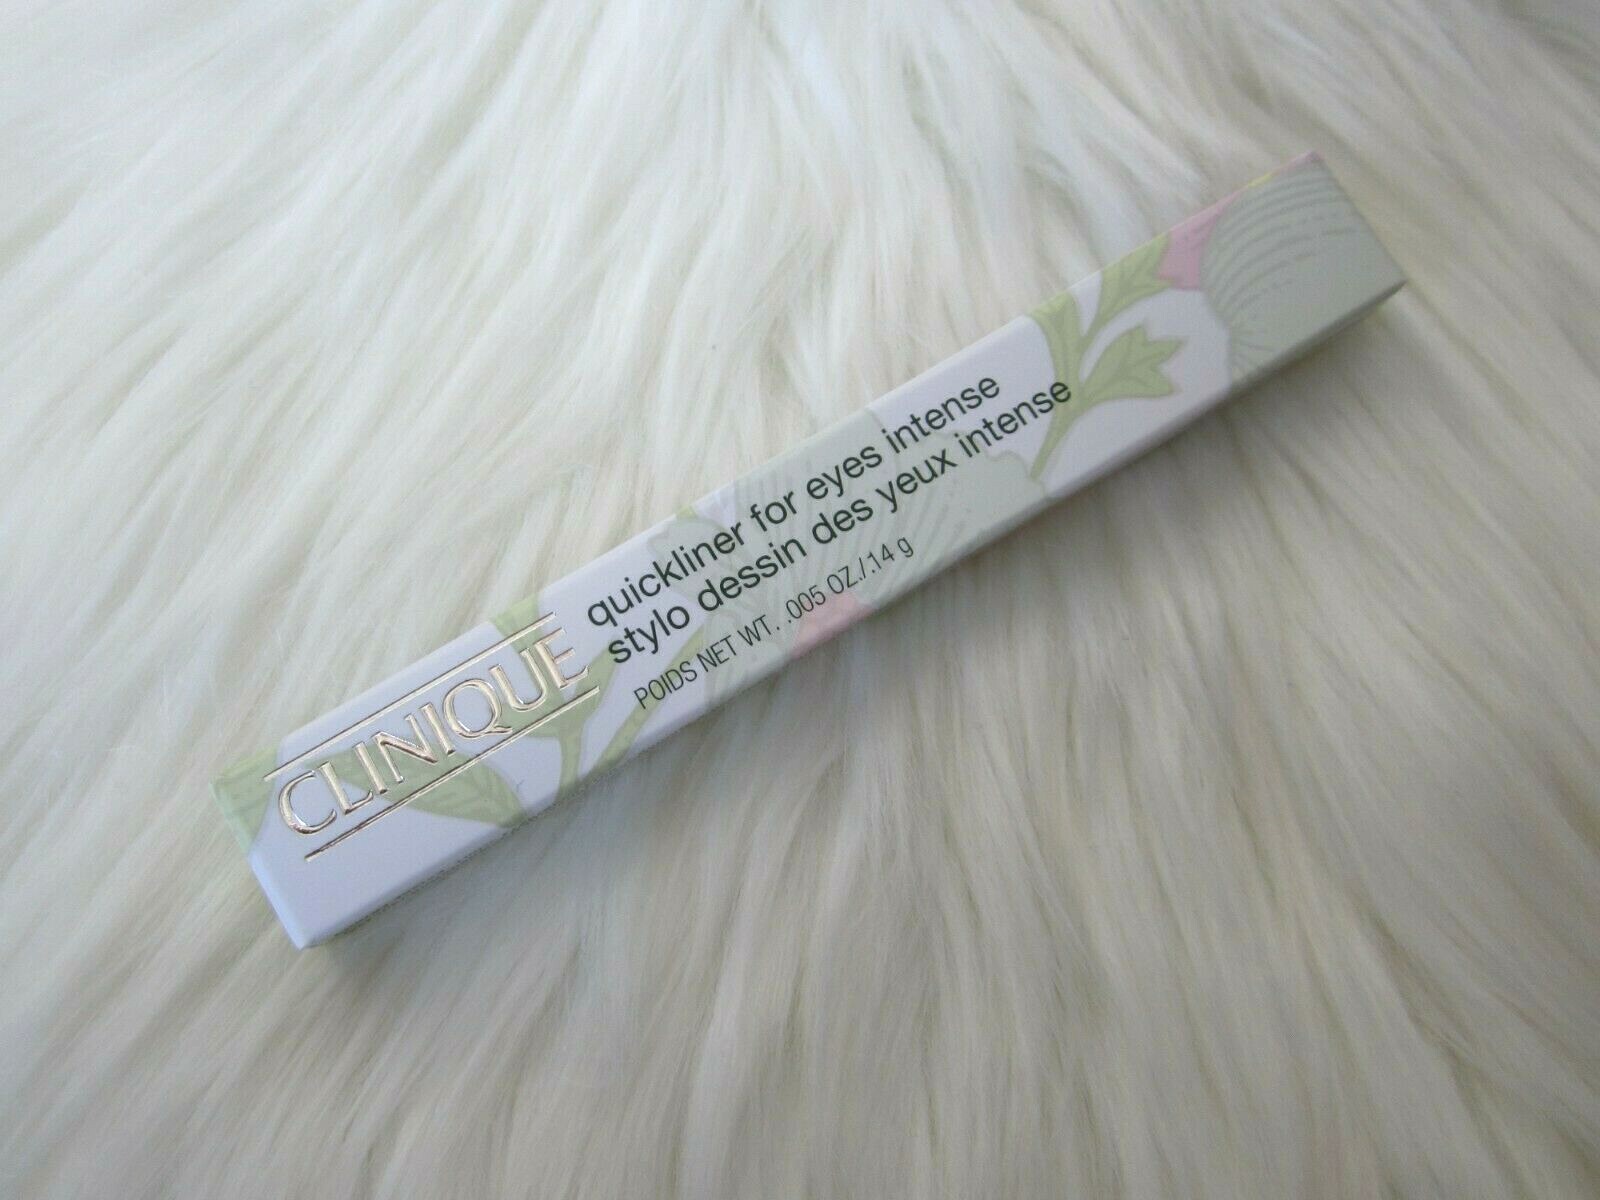 CLINIQUE
quickliner for eyes intense
stylo dessin des yeux intense
POIDS NET WT. .005 OZ./.14 g